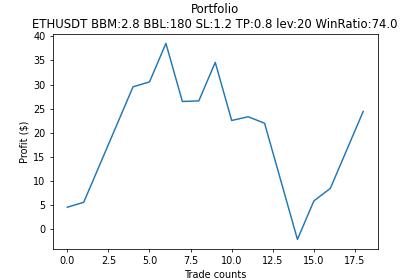 Portfolio
ETHUSDT BBM:2.8 BBL:180 SL:1.2 TP:0.8 lev:20 WinRatio:74.0
40
35
30
25
20
15
10
5
0
Profit ($)
0.0 2.5 5.0 7.5 10.0 12.5 15.0 17.5
Trade counts